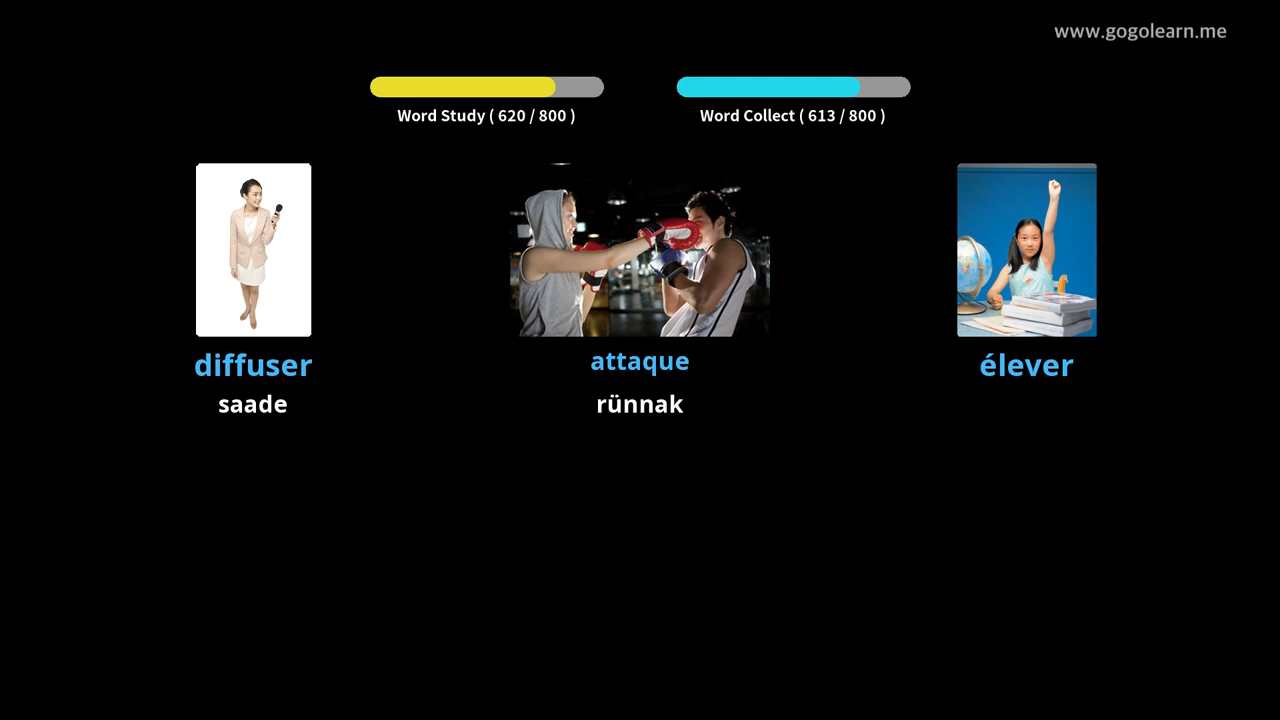 www.gogolearn.me
Word Study ( 620 / 800 )
Word Collect ( 613 / 800 )
diffuser
attaque
élever
saade
rünnak